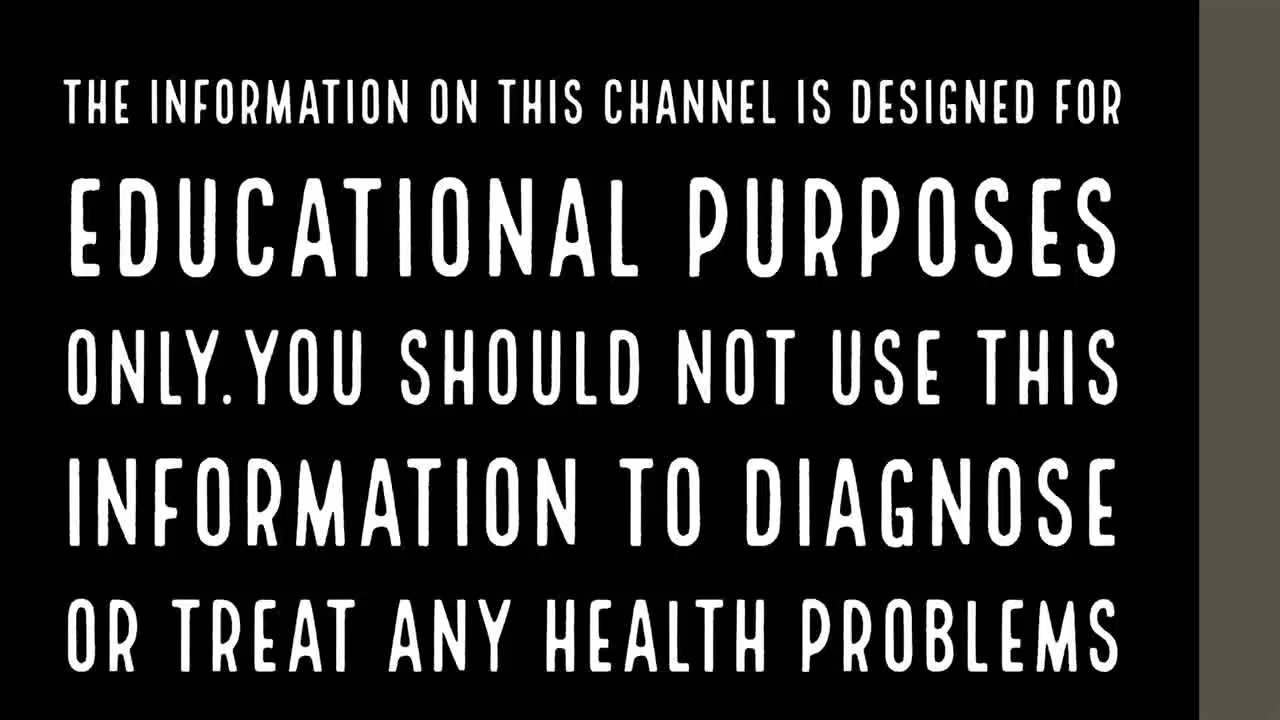 THE INFORMATION ON THIS CHANNEL IS DESIGNED FOR
EDUCATIONAL PURPOSES
ONLY.YOU SHOULD NOT USE THIS
INFORMATION TO DIAGNOSE
OR TREAT ANY HEALTH PROBLEMS